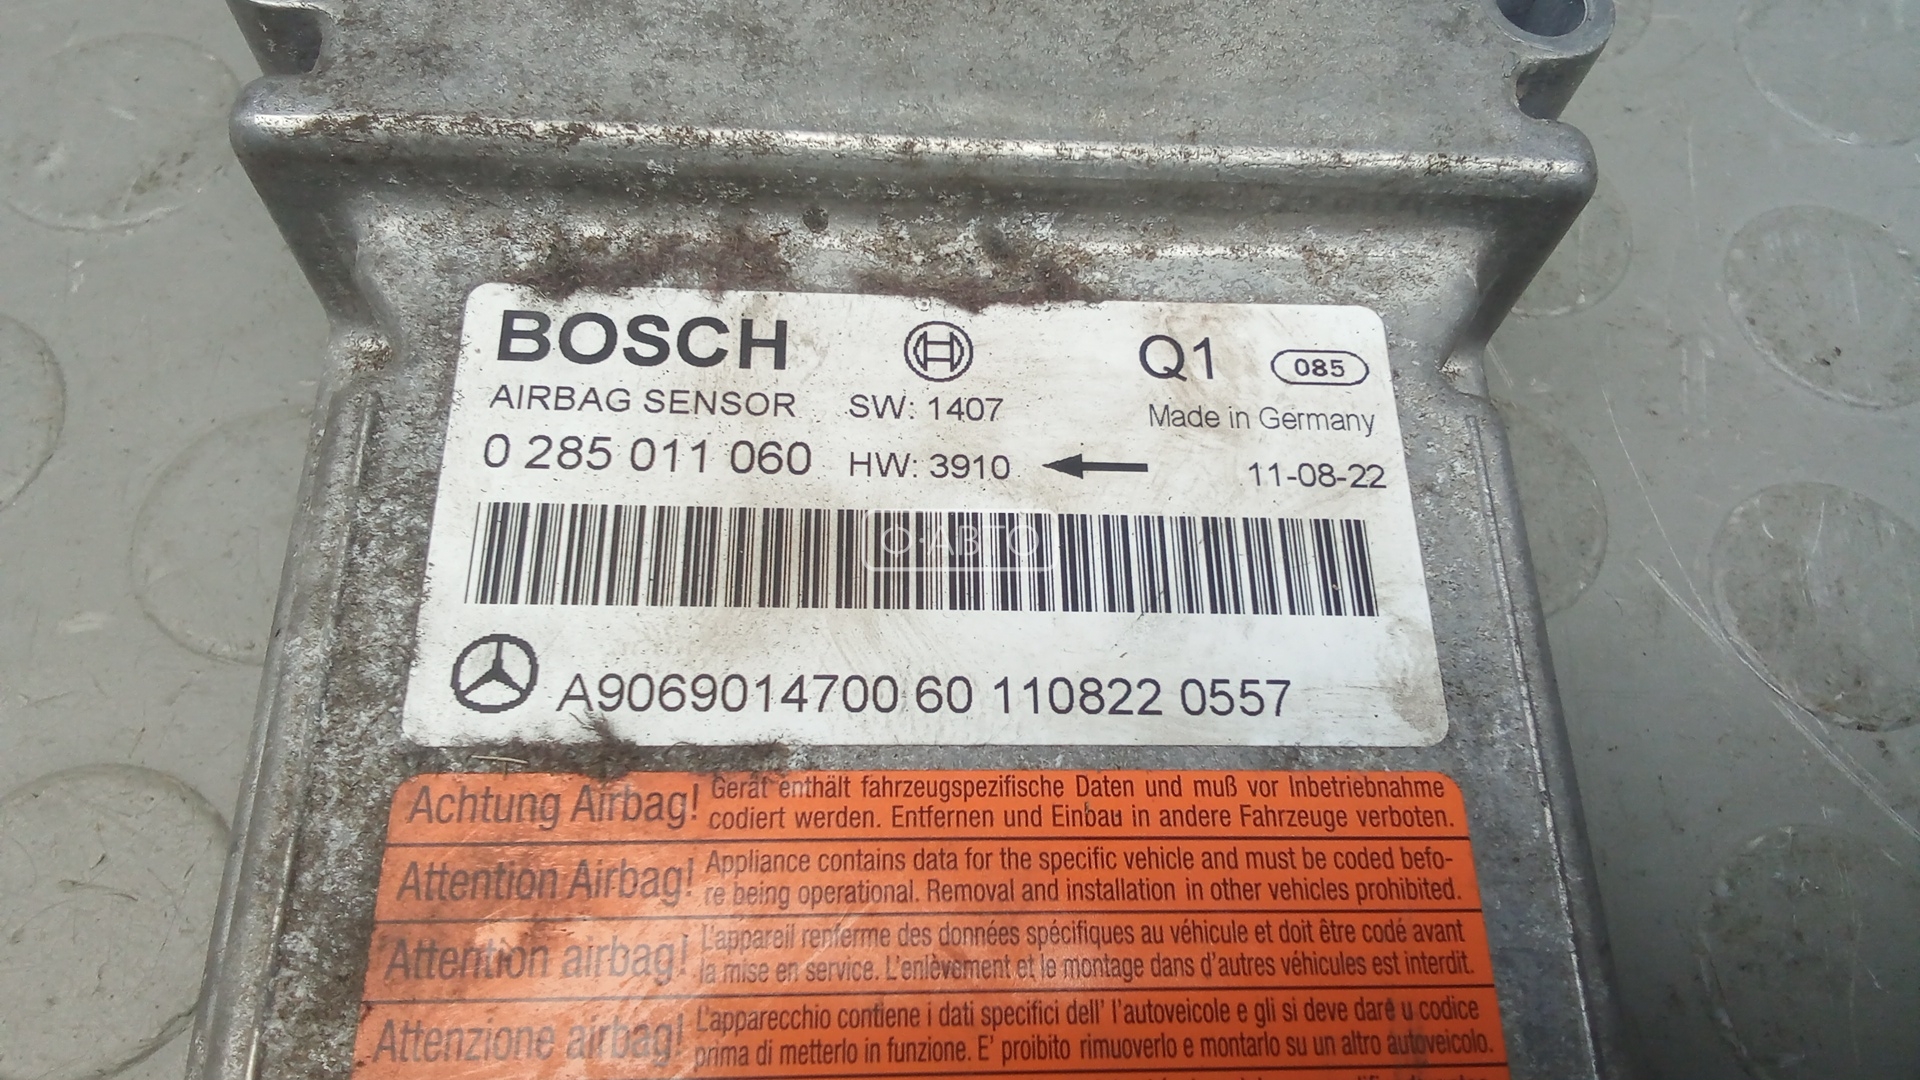 BOSCH Q1 085
AIRBAG SENSOR SW: 1407 Made in Germany
0 285 011 060 HW: 3910 11-08-22
О·АВТО
A9069014700 60 110822 0557
Achtung Airbag! Gerät enthält fahrzeugspezifische Daten und muß vor Inbetriebnahme
codiert werden. Entfernen und Einbau in andere Fahrzeuge verboten.
Attention Airbag! Appliance contains data for the specific vehicle and must be coded befo-
re being operational. Removal and installation in other vehicles prohibited.
Attention airbag! L'appareil renferme des données spécifiques au véhicule et doit être codé avant
la mise en service. L'enlèvement et le montage dans d'autres véhicules est interdit.
Attenzione airbag! L'apparecchio contiene i dati specifici dell' l'autoveicole e gli si deve dare u codice
prima di metterlo in funzione. E' proibito rimuoverlo e montarlo su un altro autoveicolo.